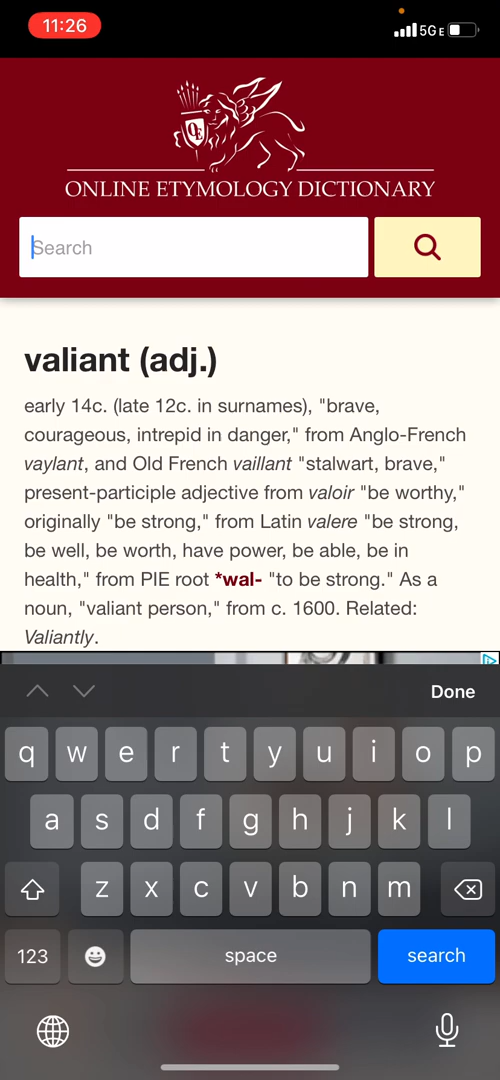 11:26
5GE
OE
ONLINE ETYMOLOGY DICTIONARY
Search
valiant (adj.)
early 14c. (late 12c. in surnames), "brave,
courageous, intrepid in danger," from Anglo-French
vaylant, and Old French vaillant "stalwart, brave,"
present-participle adjective from valoir "be worthy,"
originally "be strong," from Latin valere "be strong,
be well, be worth, have power, be able, be in
health," from PIE root *wal- "to be strong." As a
noun, "valiant person," from c. 1600. Related:
Valiantly.
Done
q w e r t y u i o p
a s d f g h j k l
z x c v b n m
123 space search